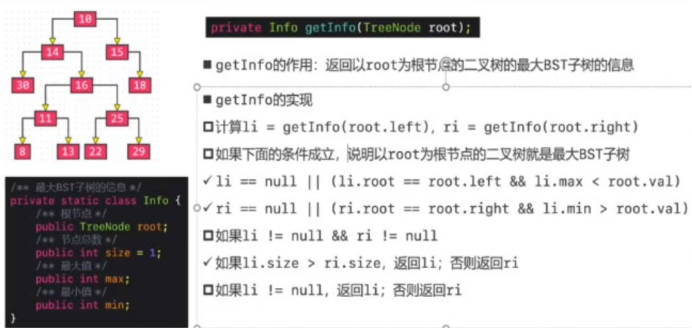 10
14
15
30
16
18
11
25
8
13
22
29
/** 最大BST子树的信息 */
private static class Info {
/** 根节点 */
public TreeNode root;
/** 节点总数 */
public int size = 1;
/** 最大值 */
public int max;
/** 最小值 */
public int min;
}
private Info getInfo(TreeNode root);
■ getInfo的作用：返回以root为根节点的二叉树的最大BST子树的信息
■ getInfo的实现
□计算li = getInfo(root.left)，ri = getInfo(root.right)
□如果下面的条件成立，说明以root为根节点的二叉树就是最大BST子树
✓ li == null || (li.root == root.left && li.max < root.val)
✓ ri == null || (ri.root == root.right && li.min > root.val)
□如果li != null && ri != null
✓如果li.size > ri.size，返回li；否则返回ri
□如果li != null，返回li；否则返回ri